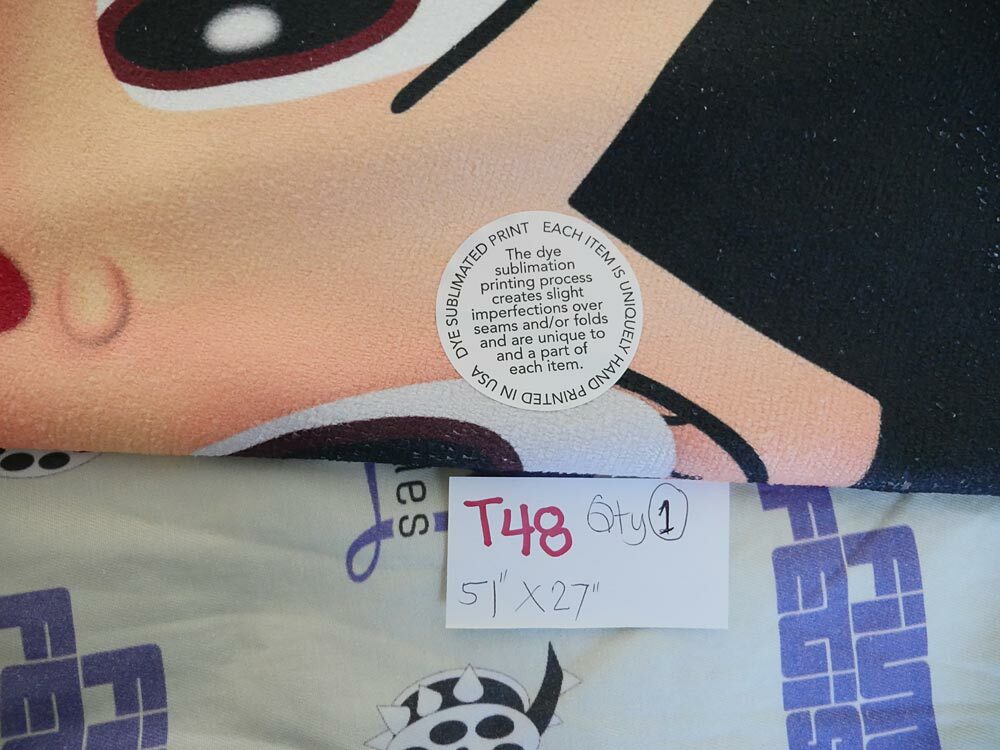 DYE SUBLIMATED PRINT EACH ITEM IS UNIQUELY HAND PRINTED IN USA
The dye
sublimation
printing process
creates slight
imperfections over
seams and/or folds
and are unique to
and a part of
each item.
T48 Qty 1
51" X 27"